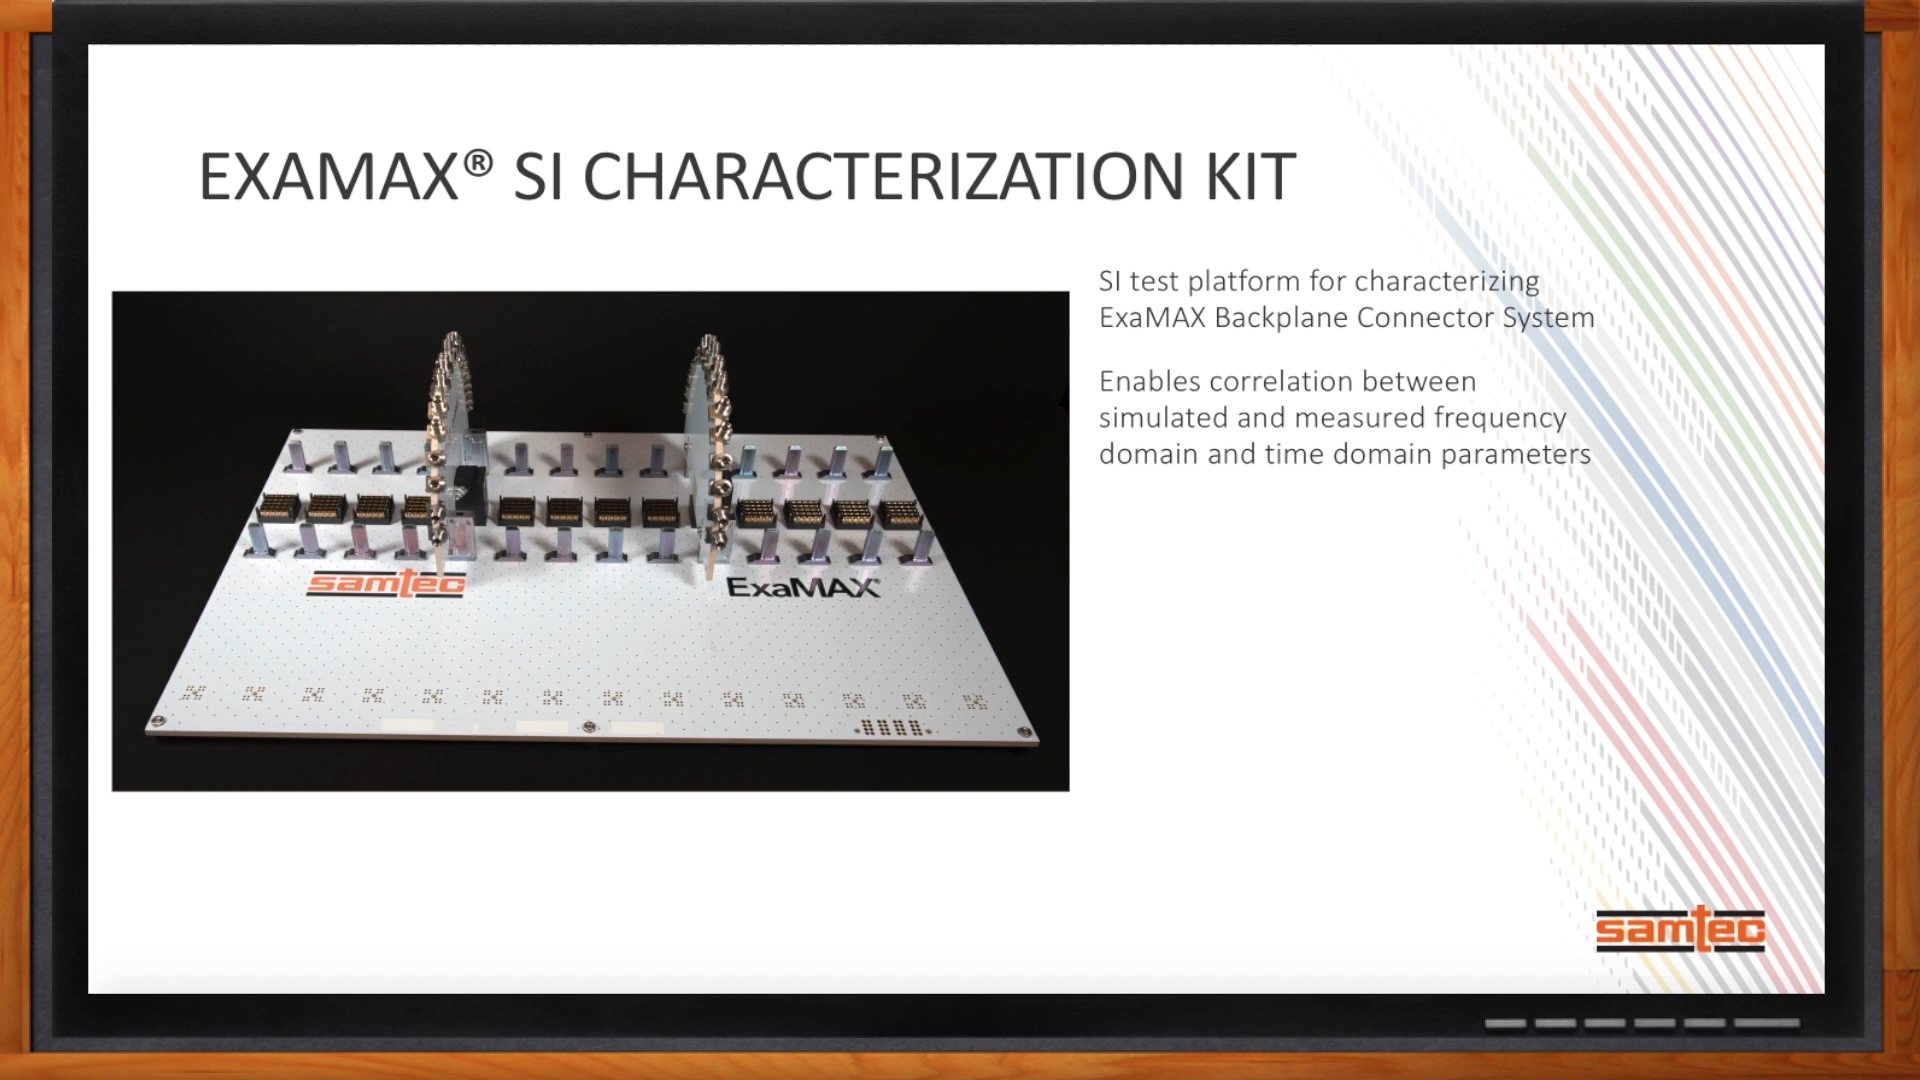 EXAMAX® SI CHARACTERIZATION KIT
SI test platform for characterizing
ExaMAX Backplane Connector System
Enables correlation between
simulated and measured frequency
domain and time domain parameters
samtec
ExaMAX®
samtec